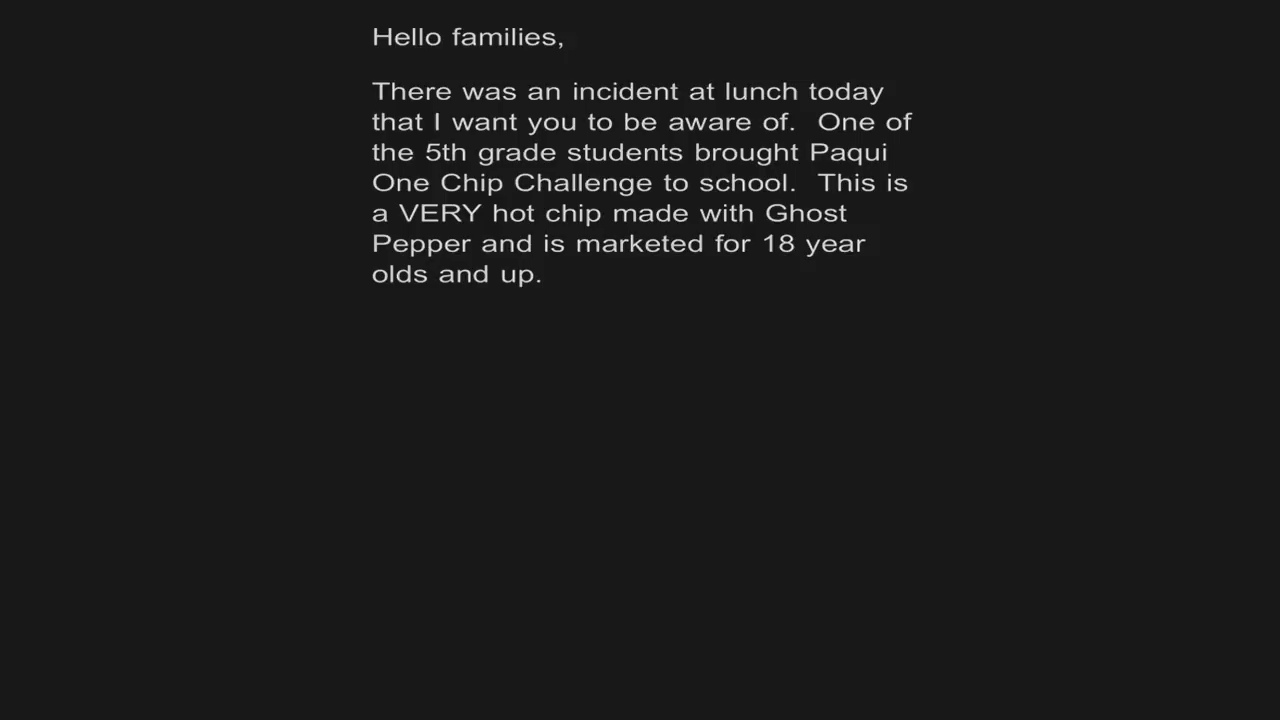 Hello families,
There was an incident at lunch today
that I want you to be aware of.  One of
the 5th grade students brought Paqui
One Chip Challenge to school.  This is
a VERY hot chip made with Ghost
Pepper and is marketed for 18 year
olds and up.